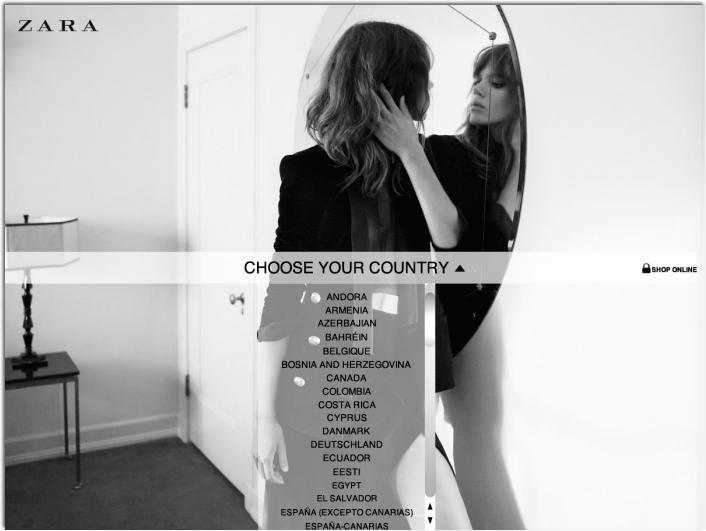 ZARA
CHOOSE YOUR COUNTRY
SHOP ONLINE
ANDORA
ARMENIA
AZERBAIJAN
BAHRÉIN
BELGIQUE
BOSNIA AND HERZEGOVINA
CANADA
COLOMBIA
COSTA RICA
CYPRUS
DANMARK
DEUTSCHLAND
ECUADOR
EESTI
EGYPT
EL SALVADOR
ESPAÑA (EXCEPTO CANARIAS)
ESPAÑA-CANARIAS